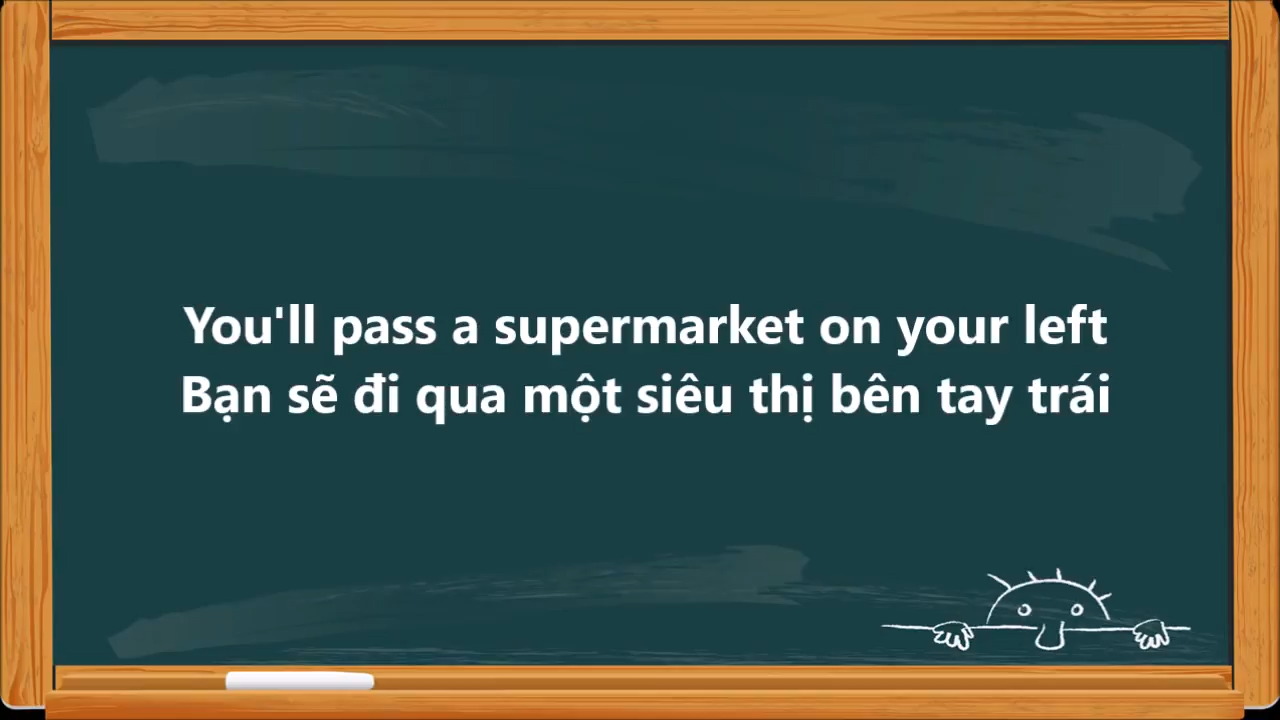 You'll pass a supermarket on your left
Bạn sẽ đi qua một siêu thị bên tay trái